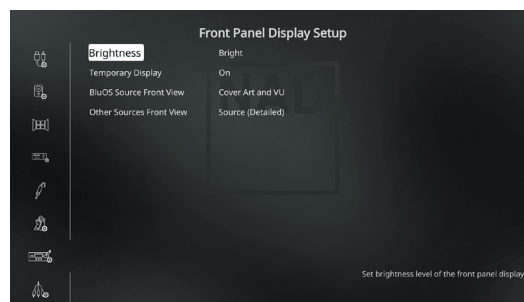 Front Panel Display Setup
Brightness Bright
Temporary Display On
BluOS Source Front View Cover Art and VU
Other Sources Front View Source (Detailed)
NAD
Set brightness level of the front panel display